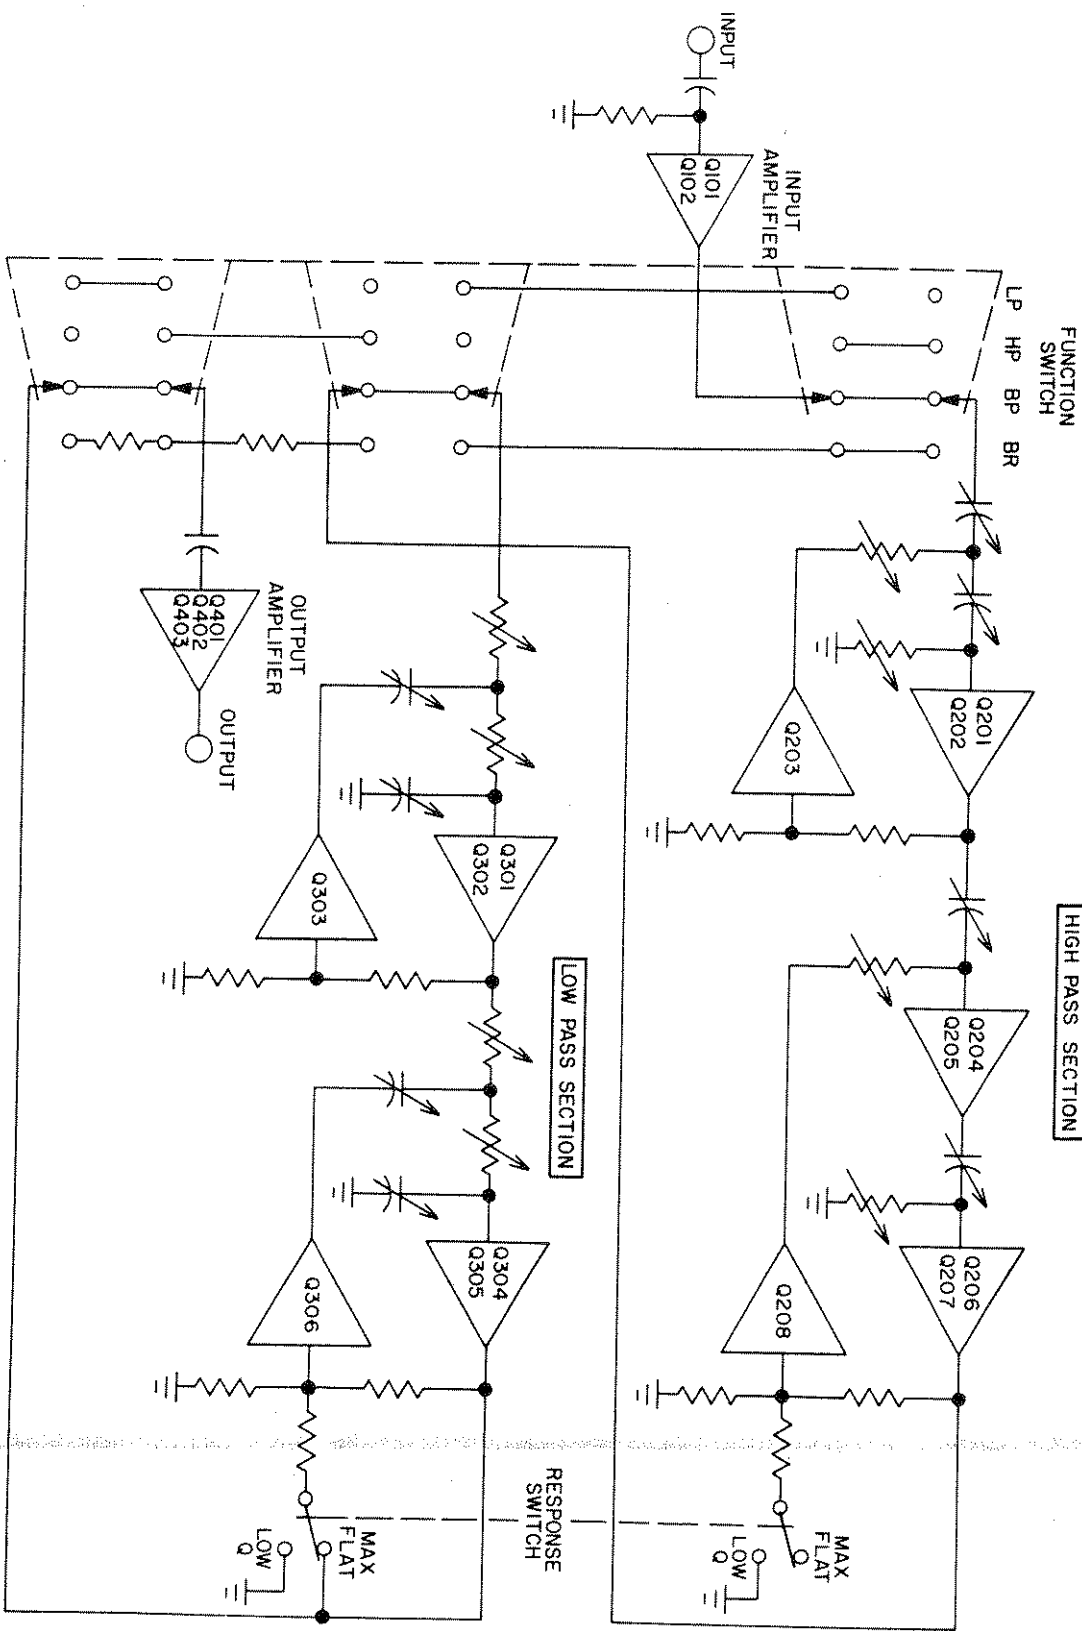 INPUT
INPUT
AMPLIFIER
Q101
Q102
FUNCTION
SWITCH
LP
HP
BP
BR
HIGH PASS SECTION
Q201
Q202
Q203
Q204
Q205
Q206
Q207
Q208
MAX
FLAT
LOW
Q
RESPONSE
SWITCH
LOW PASS SECTION
Q301
Q302
Q303
Q304
Q305
Q306
MAX
FLAT
LOW
Q
OUTPUT
AMPLIFIER
Q401
Q402
Q403
OUTPUT